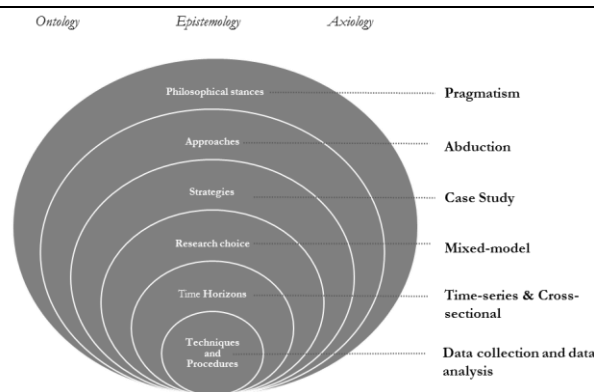 Ontology Epistemology Axiology
Philosophical stances Pragmatism
Approaches Abduction
Strategies Case Study
Research choice Mixed-model
Time Horizons Time-series & Cross-
sectional
Techniques
and
Procedures
Data collection and data
analysis